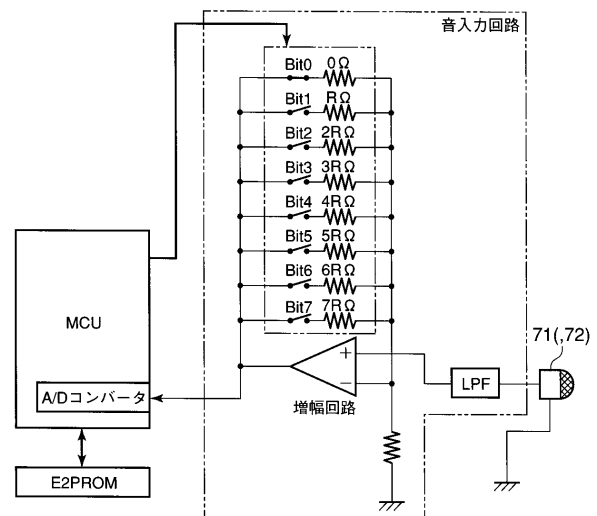 音入力回路
Bit0 0Ω
Bit1 RΩ
Bit2 2RΩ
Bit3 3RΩ
Bit4 4RΩ
Bit5 5RΩ
Bit6 6RΩ
Bit7 7RΩ
MCU
71(,72)
+
−
LPF
A/Dコンバータ
増幅回路
E2PROM